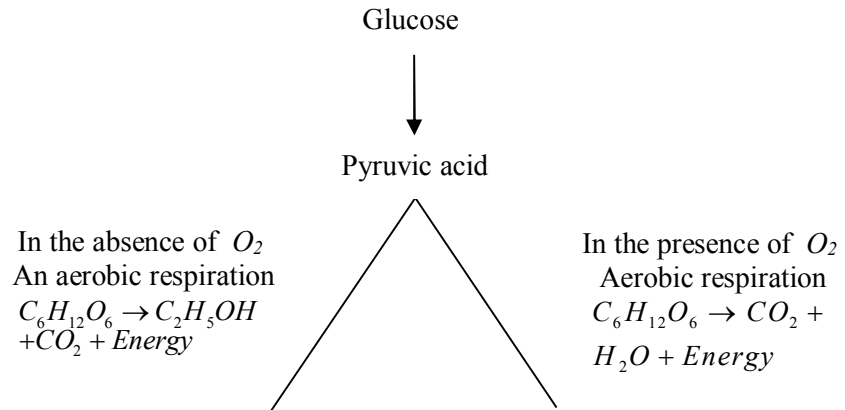 Glucose
Pyruvic acid
In the absence of O₂
An aerobic respiration
C₆H₁₂O₆ → C₂H₅OH
+CO₂ + Energy
In the presence of O₂
Aerobic respiration
C₆H₁₂O₆ → CO₂ +
H₂O + Energy